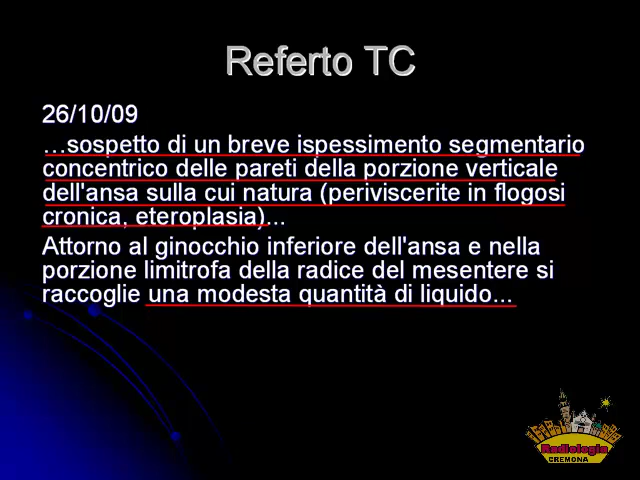 Referto TC
26/10/09
…sospetto di un breve ispessimento segmentario
concentrico delle pareti della porzione verticale
dell'ansa sulla cui natura (periviscerite in flogosi
cronica, eteroplasia)...
Attorno al ginocchio inferiore dell'ansa e nella
porzione limitrofa della radice del mesentere si
raccoglie una modesta quantità di liquido...
Radiologia
CREMONA